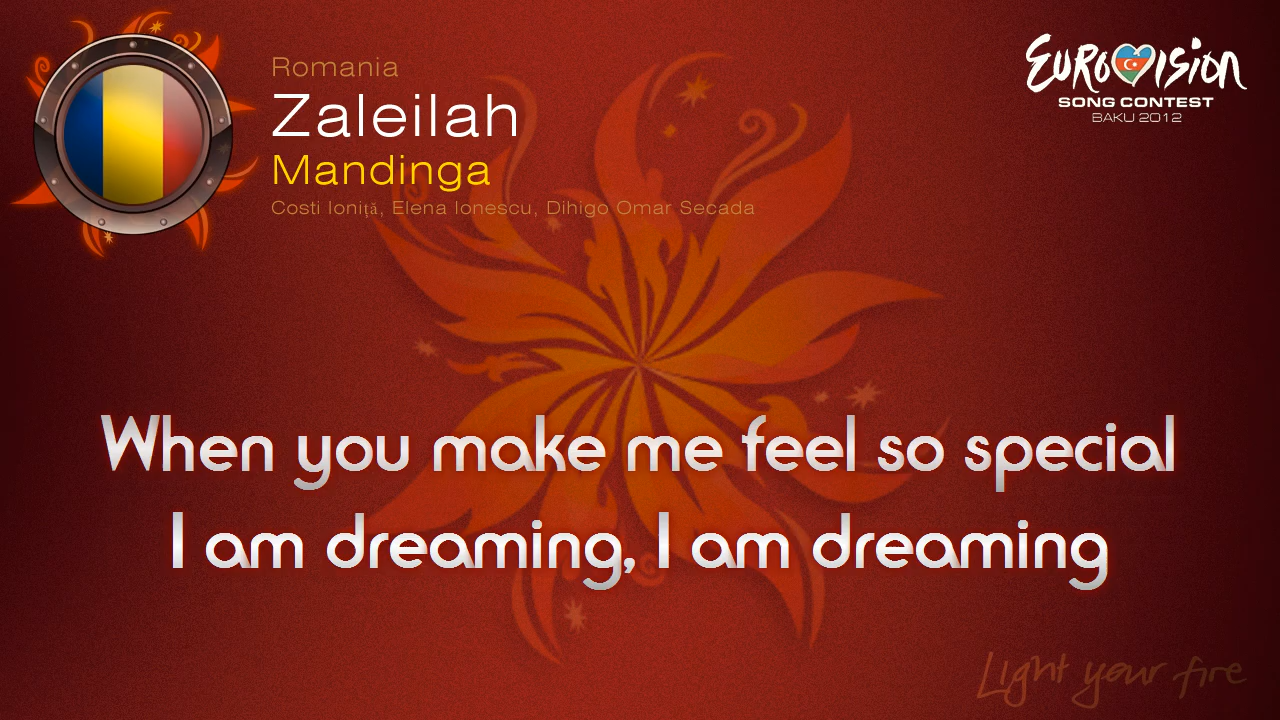 Romania
Zaleilah
Mandinga
Costi Ioniţă, Elena Ionescu, Dihigo Omar Secada
EUROVISION
SONG CONTEST
BAKU 2012
When you make me feel so special
I am dreaming, I am dreaming
Light your fire